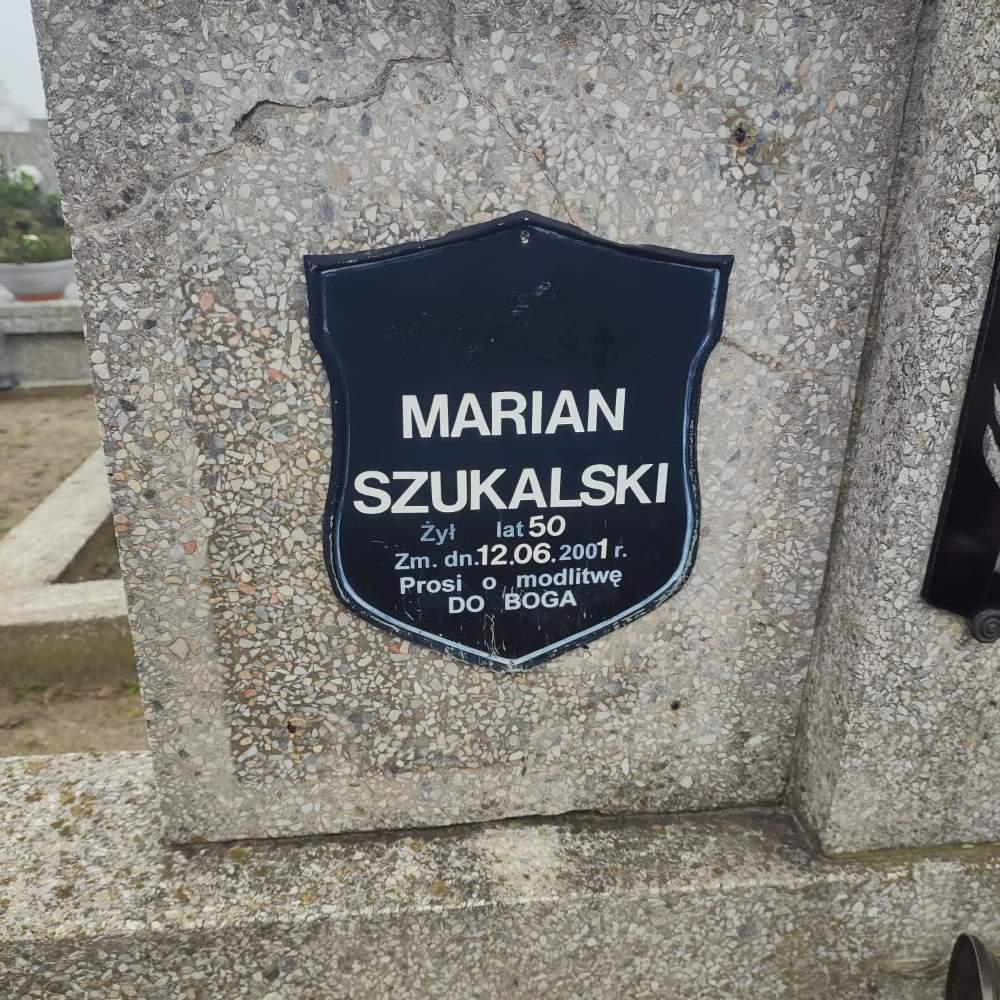 MARIAN
SZUKALSKI
Żył lat 50
Zm. dn. 12.06.2001 r.
Prosi o modlitwę
DO BOGA